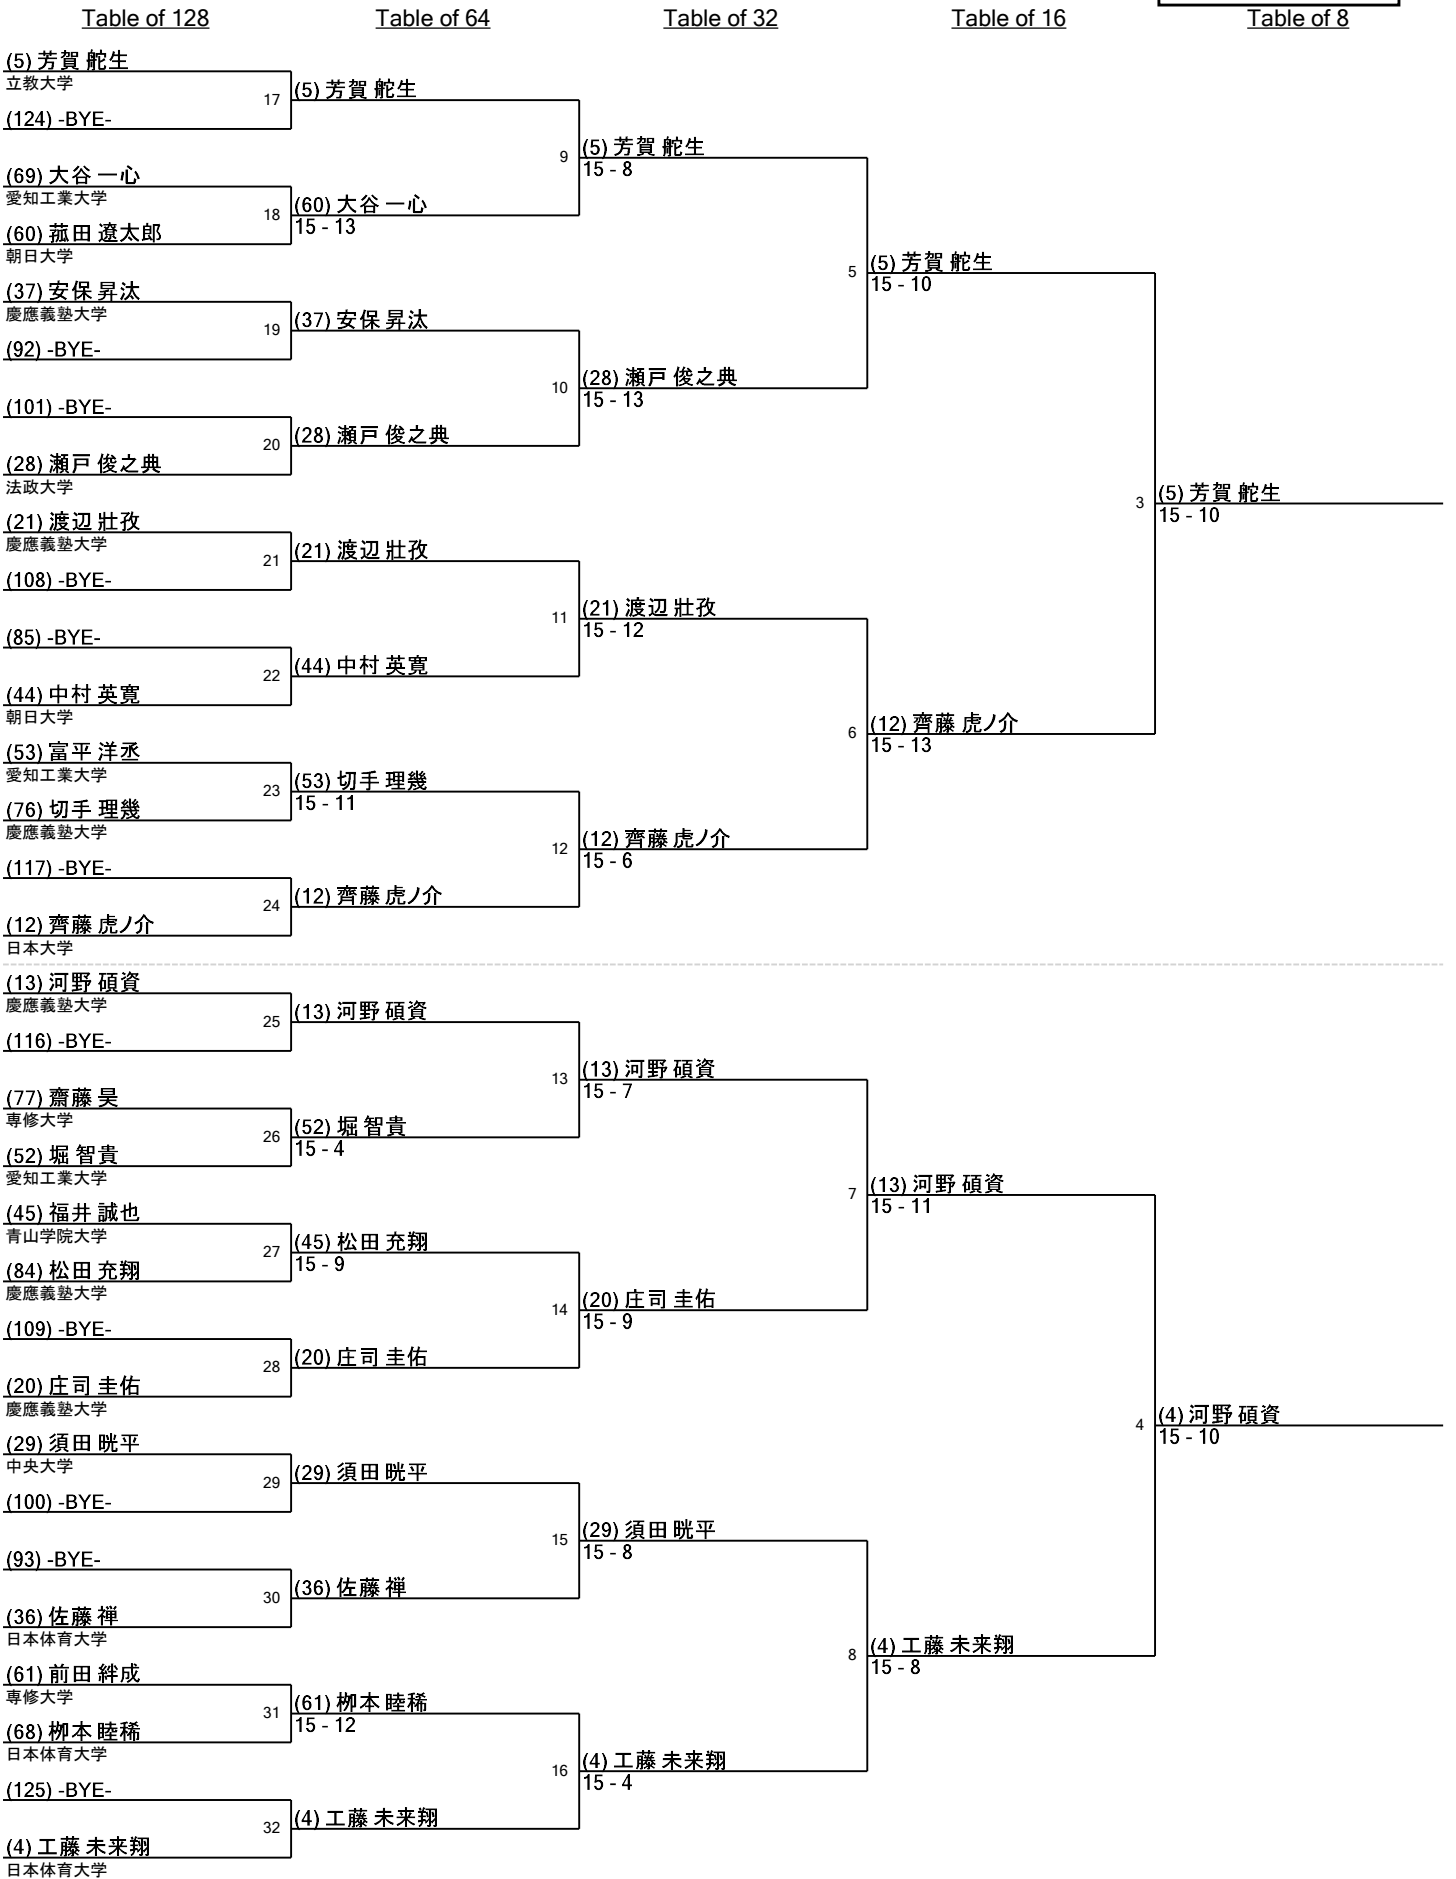 Table of 128
Table of 64
Table of 32
Table of 16
Table of 8
(5) 芳賀 舵生
立教大学
(124) -BYE-
(69) 大谷 一心
愛知工業大学
(60) 菰田 遼太郎
朝日大学
(37) 安保 昇汰
慶應義塾大学
(92) -BYE-
(101) -BYE-
(28) 瀬戸 俊之典
法政大学
(21) 渡辺 壯孜
慶應義塾大学
(108) -BYE-
(85) -BYE-
(44) 中村 英寛
朝日大学
(53) 富平 洋丞
愛知工業大学
(76) 切手 理幾
慶應義塾大学
(117) -BYE-
(12) 齊藤 虎ノ介
日本大学
(13) 河野 碩資
慶應義塾大学
(116) -BYE-
(77) 齋藤 昊
専修大学
(52) 堀 智貴
愛知工業大学
(45) 福井 誠也
青山学院大学
(84) 松田 充翔
慶應義塾大学
(109) -BYE-
(20) 庄司 圭佑
慶應義塾大学
(29) 須田 晄平
中央大学
(100) -BYE-
(93) -BYE-
(36) 佐藤 禅
日本体育大学
(61) 前田 絆成
専修大学
(68) 栁本 睦稀
日本体育大学
(125) -BYE-
(4) 工藤 未来翔
日本体育大学
17
(5) 芳賀 舵生
18
(60) 大谷 一心
15 - 13
19
(37) 安保 昇汰
20
(28) 瀬戸 俊之典
21
(21) 渡辺 壯孜
22
(44) 中村 英寛
23
(53) 切手 理幾
15 - 11
24
(12) 齊藤 虎ノ介
25
(13) 河野 碩資
26
(52) 堀 智貴
15 - 4
27
(45) 松田 充翔
15 - 9
28
(20) 庄司 圭佑
29
(29) 須田 晄平
30
(36) 佐藤 禅
31
(61) 栁本 睦稀
15 - 12
32
(4) 工藤 未来翔
9
(5) 芳賀 舵生
15 - 8
10
(28) 瀬戸 俊之典
15 - 13
11
(21) 渡辺 壯孜
15 - 12
12
(12) 齊藤 虎ノ介
15 - 6
13
(13) 河野 碩資
15 - 7
14
(20) 庄司 圭佑
15 - 9
15
(29) 須田 晄平
15 - 8
16
(4) 工藤 未来翔
15 - 4
5
(5) 芳賀 舵生
15 - 10
6
(12) 齊藤 虎ノ介
15 - 13
7
(13) 河野 碩資
15 - 11
8
(4) 工藤 未来翔
15 - 8
3
(5) 芳賀 舵生
15 - 10
4
(4) 河野 碩資
15 - 10